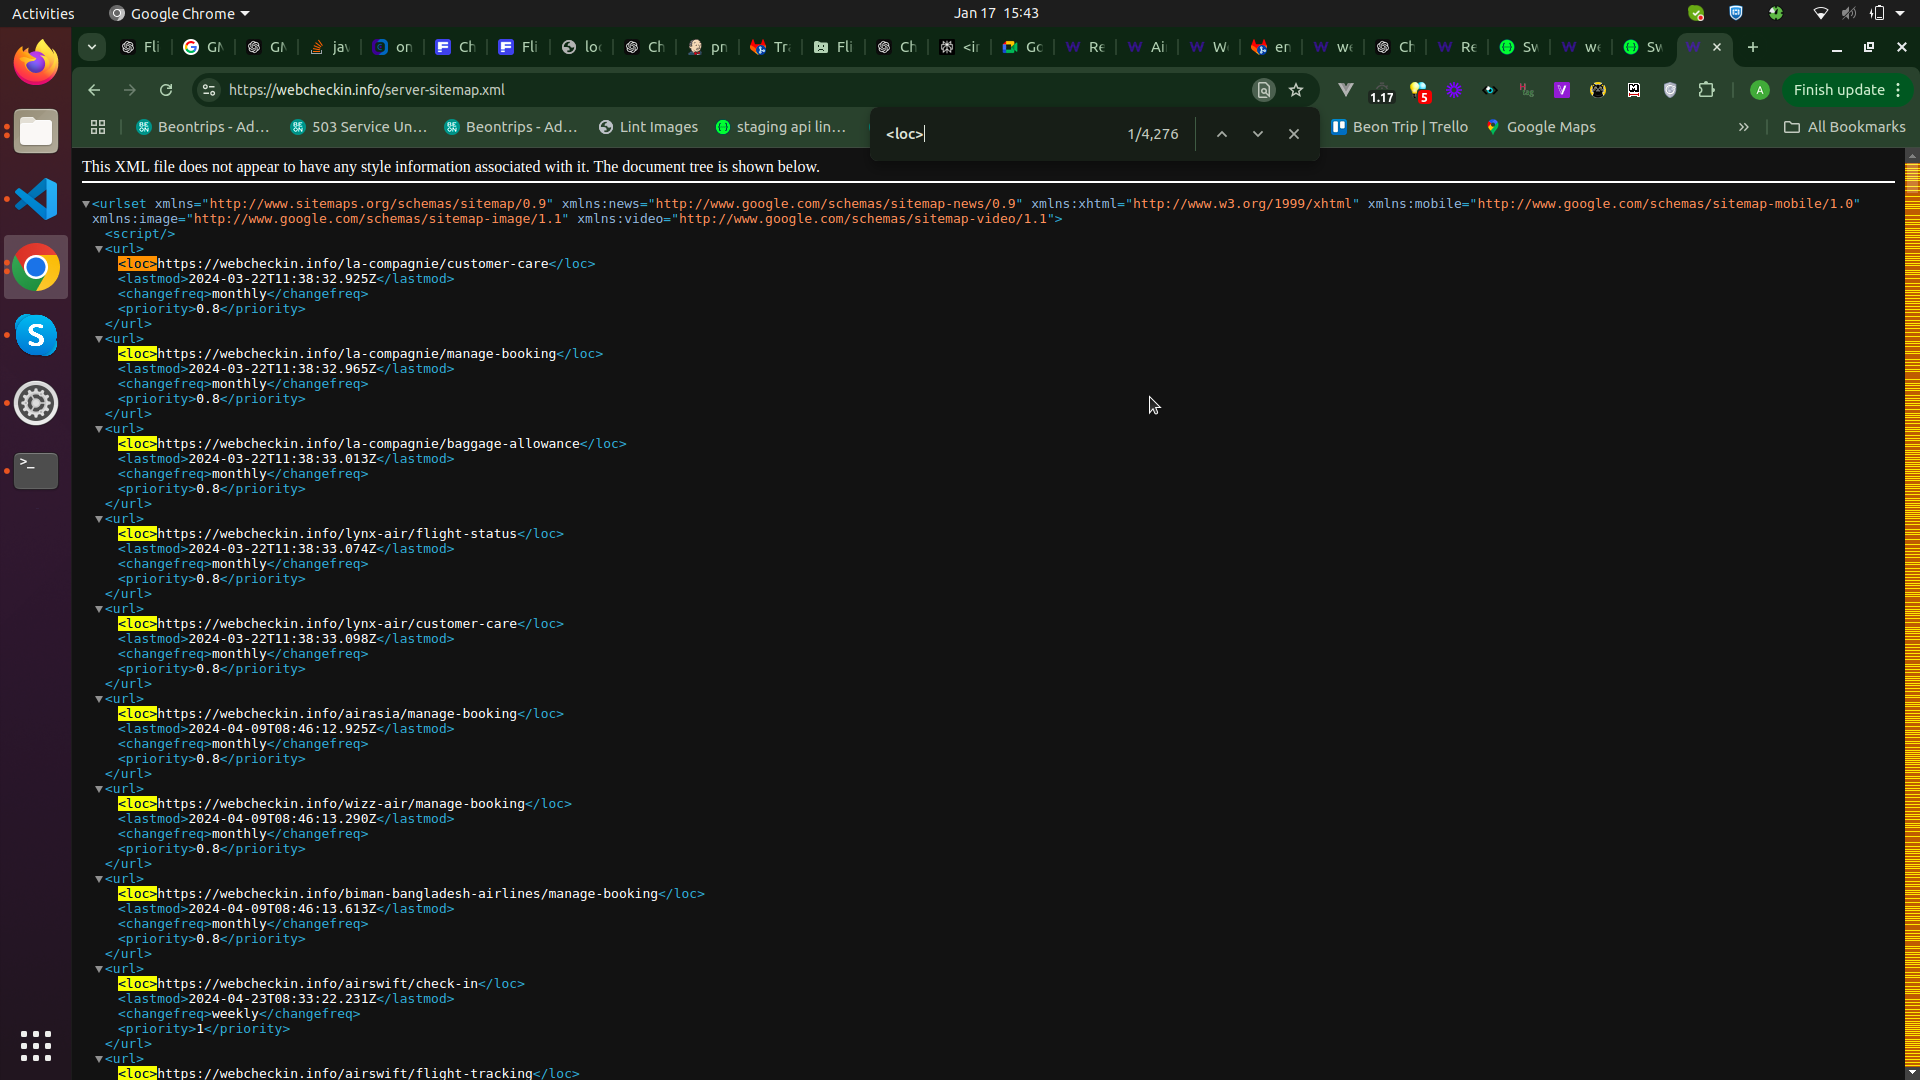 Activities
Google Chrome
Jan 17 15:43
Fli
GM
GM
jav
on
Ch
Fli
loc
Ch
pn
Tra
Fli
Ch
<ir
Go
Re
Ai
We
en
we
Ch
Re
Sw
we
Sw
https://webcheckin.info/server-sitemap.xml
1.17
5
A
Finish update
Beontrips - Ad...
503 Service Un...
Beontrips - Ad...
Lint Images
staging api lin...
Beon Trip | Trello
Google Maps
»
All Bookmarks
<loc>
1/4,276
This XML file does not appear to have any style information associated with it. The document tree is shown below.
<urlset xmlns="http://www.sitemaps.org/schemas/sitemap/0.9" xmlns:news="http://www.google.com/schemas/sitemap-news/0.9" xmlns:xhtml="http://www.w3.org/1999/xhtml" xmlns:mobile="http://www.google.com/schemas/sitemap-mobile/1.0"
xmlns:image="http://www.google.com/schemas/sitemap-image/1.1" xmlns:video="http://www.google.com/schemas/sitemap-video/1.1">
<script/>
<url>
<loc>https://webcheckin.info/la-compagnie/customer-care</loc>
<lastmod>2024-03-22T11:38:32.925Z</lastmod>
<changefreq>monthly</changefreq>
<priority>0.8</priority>
</url>
<url>
<loc>https://webcheckin.info/la-compagnie/manage-booking</loc>
<lastmod>2024-03-22T11:38:32.965Z</lastmod>
<changefreq>monthly</changefreq>
<priority>0.8</priority>
</url>
<url>
<loc>https://webcheckin.info/la-compagnie/baggage-allowance</loc>
<lastmod>2024-03-22T11:38:33.013Z</lastmod>
<changefreq>monthly</changefreq>
<priority>0.8</priority>
</url>
<url>
<loc>https://webcheckin.info/lynx-air/flight-status</loc>
<lastmod>2024-03-22T11:38:33.074Z</lastmod>
<changefreq>monthly</changefreq>
<priority>0.8</priority>
</url>
<url>
<loc>https://webcheckin.info/lynx-air/customer-care</loc>
<lastmod>2024-03-22T11:38:33.098Z</lastmod>
<changefreq>monthly</changefreq>
<priority>0.8</priority>
</url>
<url>
<loc>https://webcheckin.info/airasia/manage-booking</loc>
<lastmod>2024-04-09T08:46:12.925Z</lastmod>
<changefreq>monthly</changefreq>
<priority>0.8</priority>
</url>
<url>
<loc>https://webcheckin.info/wizz-air/manage-booking</loc>
<lastmod>2024-04-09T08:46:13.290Z</lastmod>
<changefreq>monthly</changefreq>
<priority>0.8</priority>
</url>
<url>
<loc>https://webcheckin.info/biman-bangladesh-airlines/manage-booking</loc>
<lastmod>2024-04-09T08:46:13.613Z</lastmod>
<changefreq>monthly</changefreq>
<priority>0.8</priority>
</url>
<url>
<loc>https://webcheckin.info/airswift/check-in</loc>
<lastmod>2024-04-23T08:33:22.231Z</lastmod>
<changefreq>weekly</changefreq>
<priority>1</priority>
</url>
<url>
<loc>https://webcheckin.info/airswift/flight-tracking</loc>